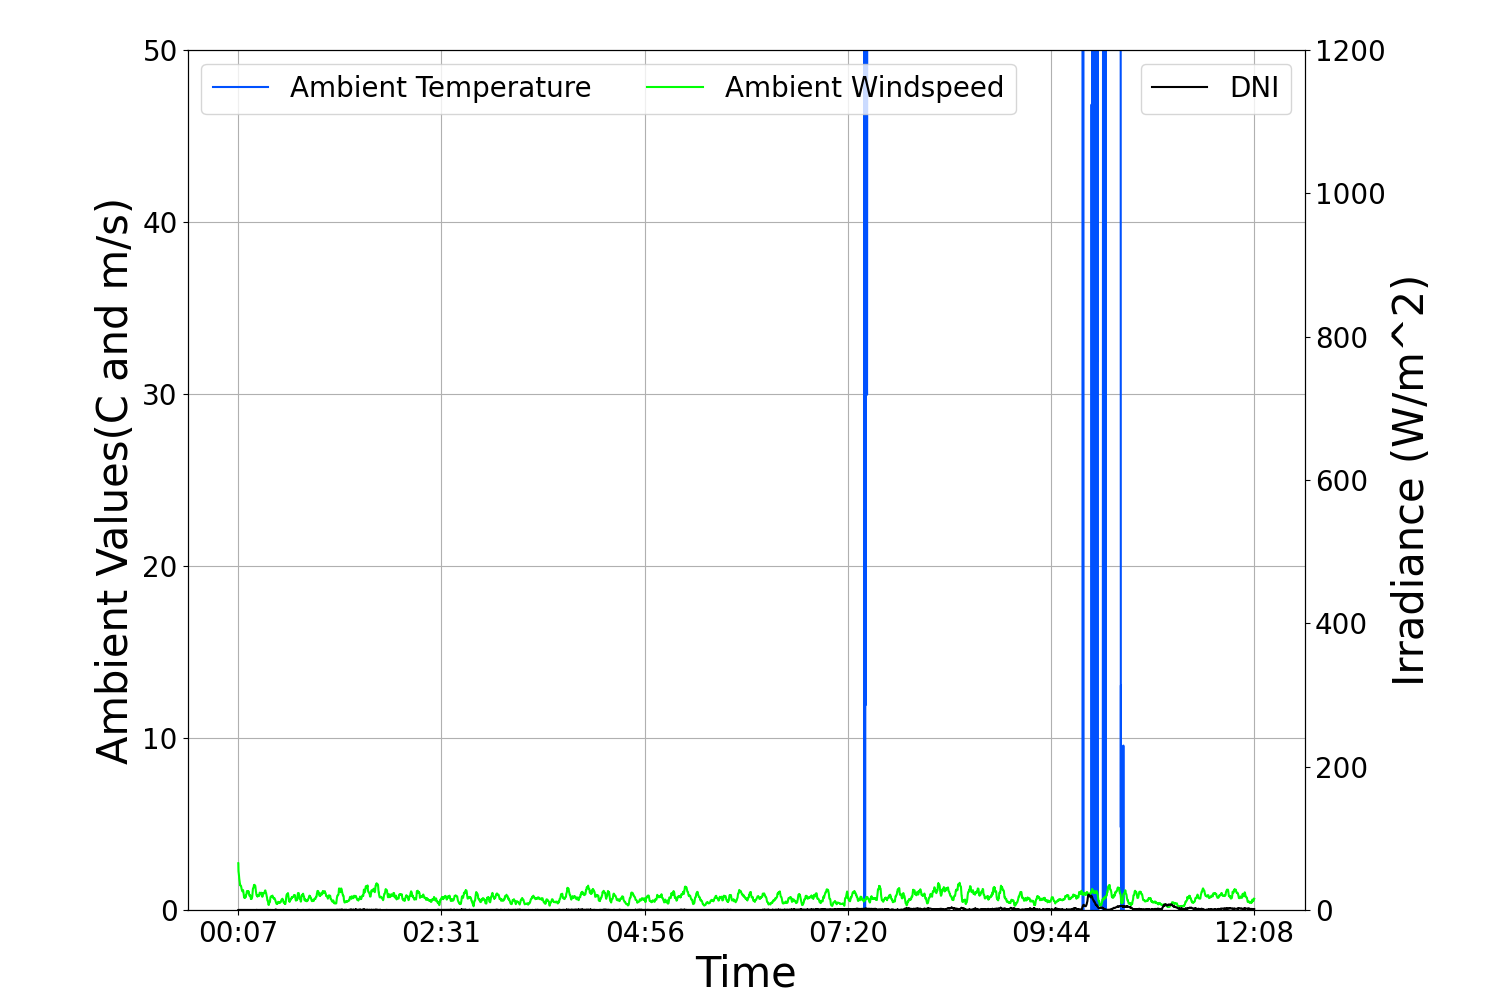 Ambient Temperature
Ambient Windspeed
DNI
Ambient Values(C and m/s)
50
40
30
20
10
0
1200
1000
800
600
400
200
0
Irradiance (W/m^2)
00:07 02:31 04:56 07:20 09:44 12:08
Time